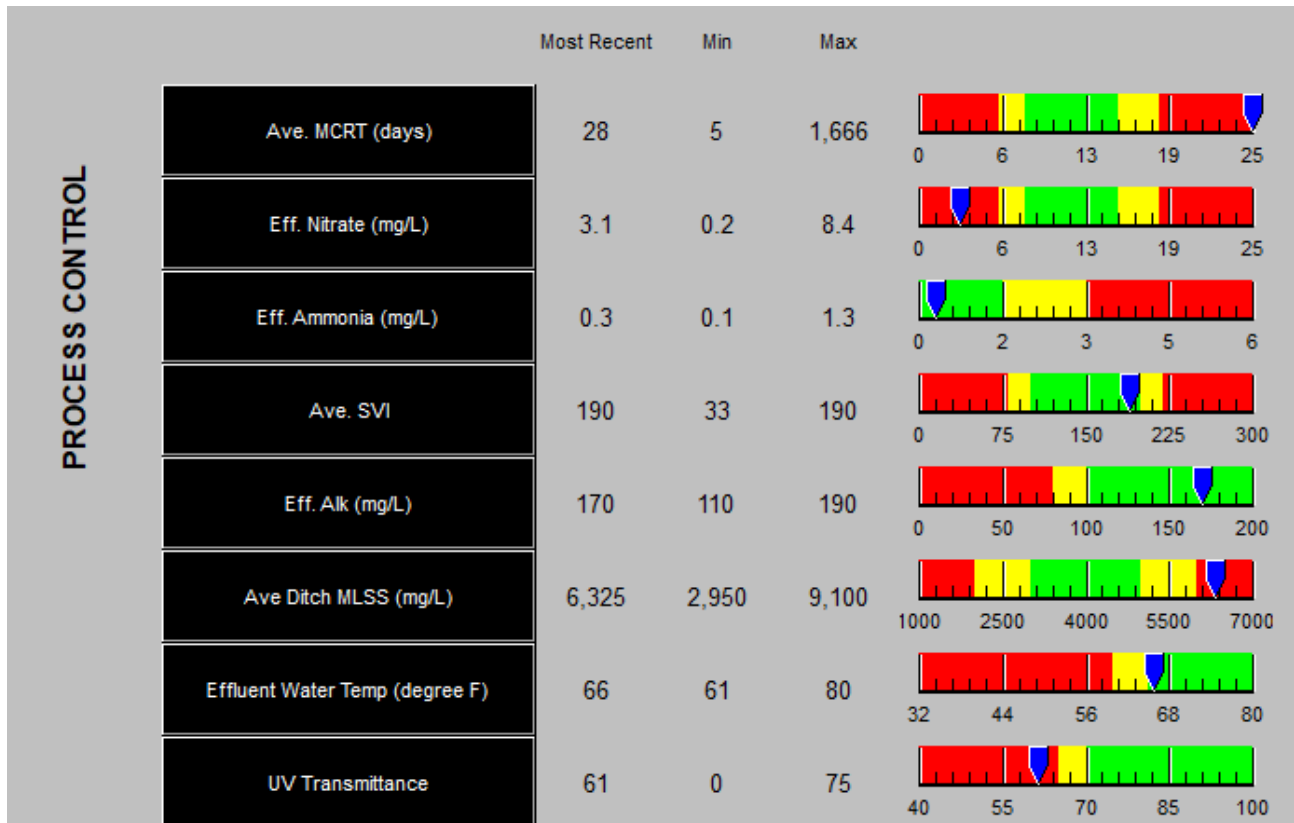 Most Recent Min Max
PROCESS CONTROL
Ave. MCRT (days) 28 5 1,666
0 6 13 19 25
Eff. Nitrate (mg/L) 3.1 0.2 8.4
0 6 13 19 25
Eff. Ammonia (mg/L) 0.3 0.1 1.3
0 2 3 5 6
Ave. SVI 190 33 190
0 75 150 225 300
Eff. Alk (mg/L) 170 110 190
0 50 100 150 200
Ave Ditch MLSS (mg/L) 6,325 2,950 9,100
1000 2500 4000 5500 7000
Effluent Water Temp (degree F) 66 61 80
32 44 56 68 80
UV Transmittance 61 0 75
40 55 70 85 100